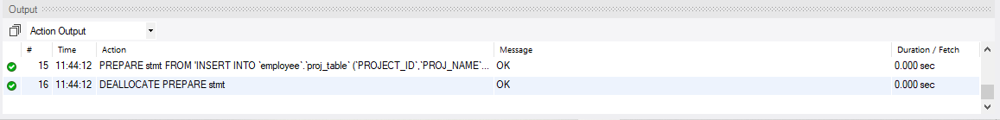 Output
Action Output
# Time Action Message Duration / Fetch
15 11:44:12 PREPARE stmt FROM 'INSERT INTO `employee`.`proj_table` (`PROJECT_ID`,`PROJ_NAME`... OK 0.000 sec
16 11:44:12 DEALLOCATE PREPARE stmt OK 0.000 sec